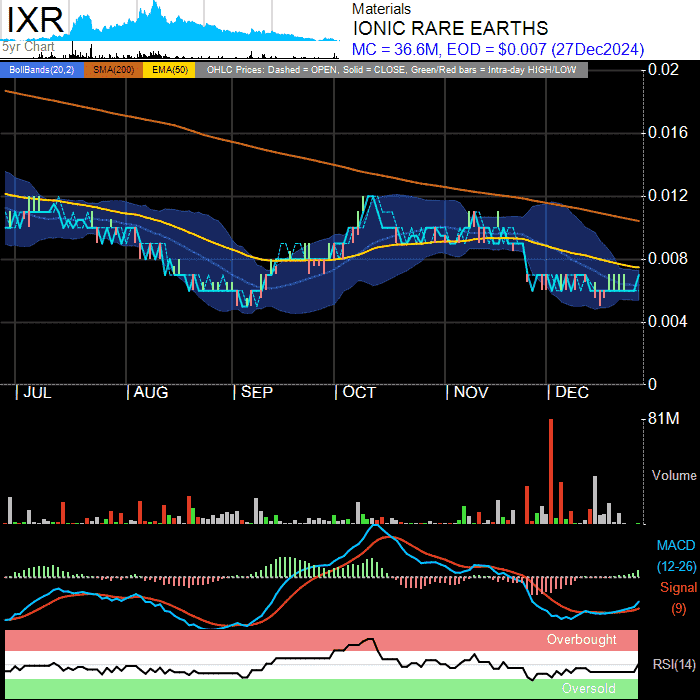 IXR
5yr Chart
Materials
IONIC RARE EARTHS
MC = 36.6M, EOD = $0.007 (27Dec2024)
BollBands(20,2) SMA(200) EMA(50) OHLC Prices: Dashed = OPEN, Solid = CLOSE, Green/Red bars = Intra-day HIGH/LOW
0.02
0.016
0.012
0.008
0.004
0
JUL AUG SEP OCT NOV DEC
81M
Volume
MACD
(12-26)
Signal
(9)
Overbought
RSI(14)
Oversold